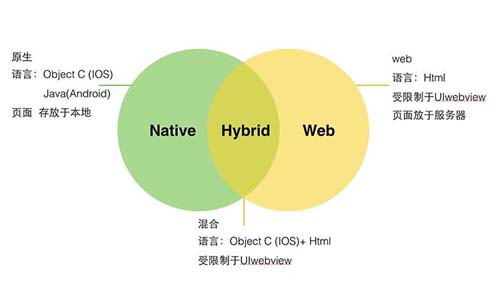 原生
语言：Object C (IOS)
Java(Android)
页面 存放于本地
web
语言：Html
受限制于UIwebview
页面放于服务器
Native
Hybrid
Web
混合
语言：Object C (IOS)+ Html
受限制于UIwebview